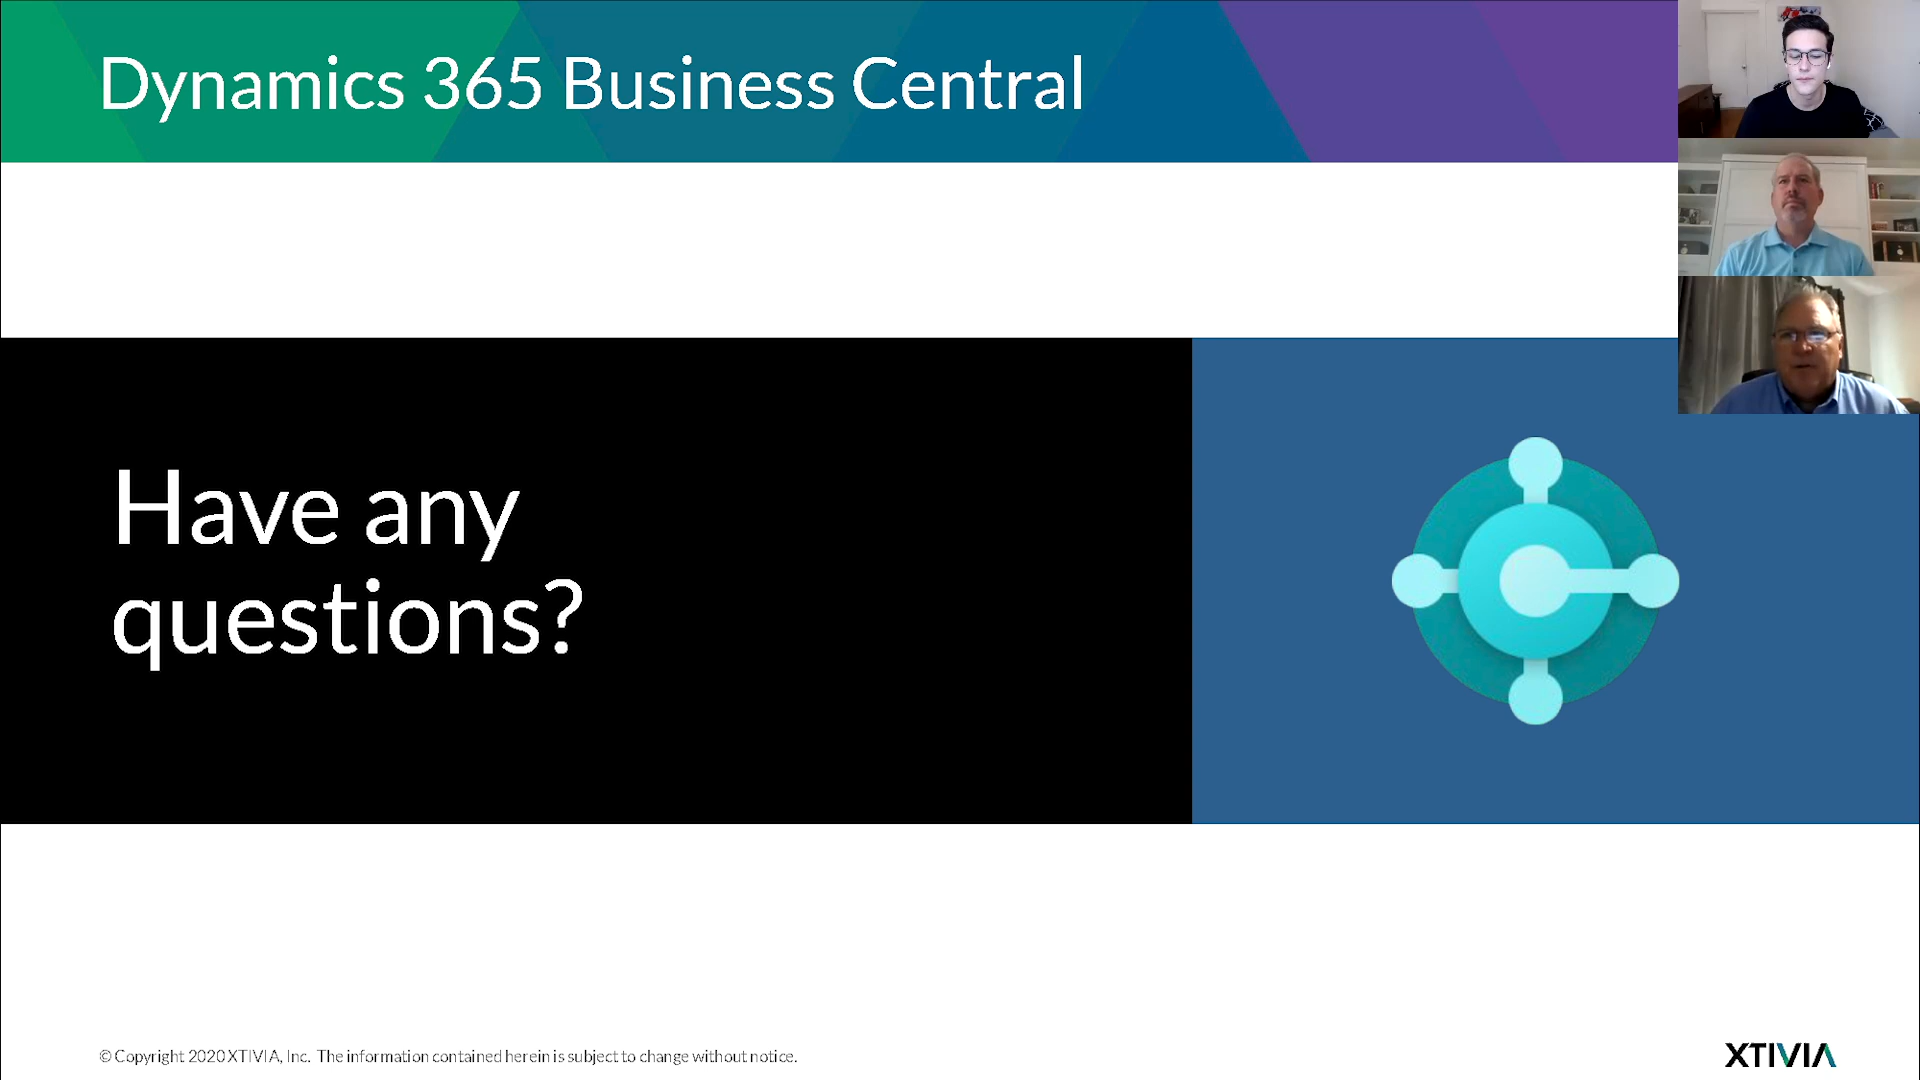 Dynamics 365 Business Central
Have any
questions?
© Copyright 2020 XTIVIA, Inc. The information contained herein is subject to change without notice.
XTIVIA